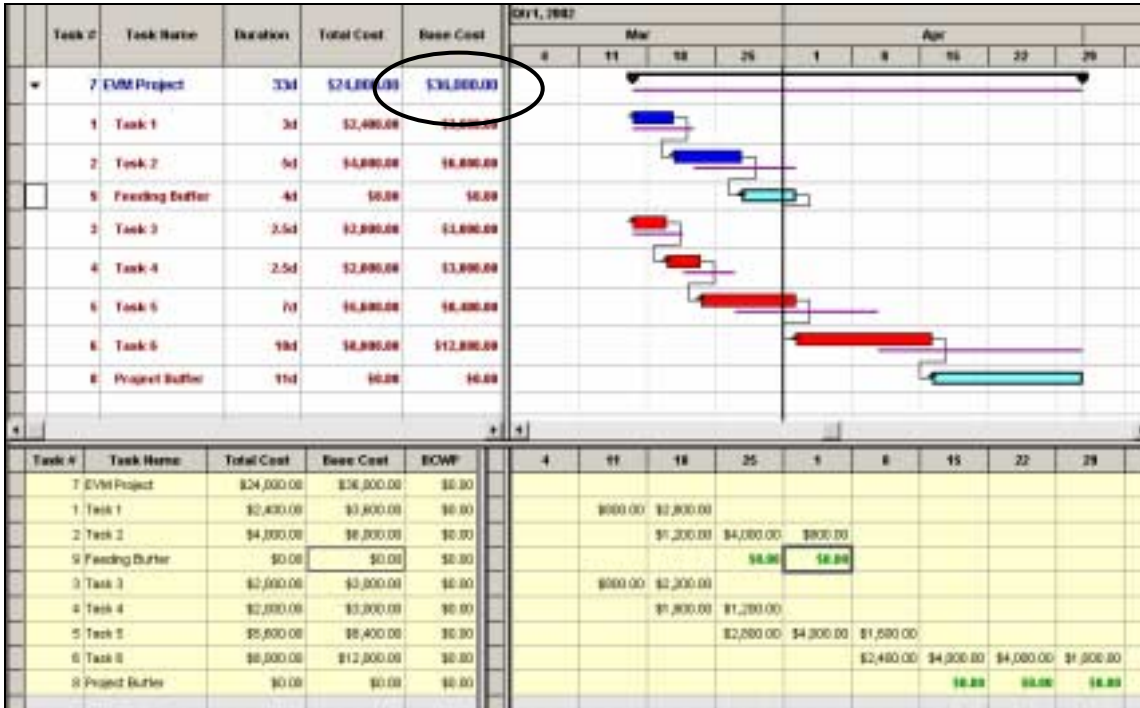 Qtr 1, 2002
Task # Task Name Duration Total Cost Base Cost Mar Apr
4 11 18 25 1 8 15 22 29
7 EVM Project 33d $24,000.00 $36,000.00
1 Task 1 3d $2,400.00 $3,600.00
2 Task 2 5d $4,000.00 $6,000.00
9 Feeding Buffer 4d $0.00 $0.00
3 Task 3 2.5d $2,000.00 $3,000.00
4 Task 4 2.5d $2,000.00 $3,000.00
5 Task 5 7d $5,600.00 $8,400.00
6 Task 6 10d $8,000.00 $12,000.00
8 Project Buffer 11d $0.00 $0.00
Task # Task Name Total Cost Base Cost BCWP 4 11 18 25 1 8 15 22 29
7 EVM Project $24,000.00 $36,000.00 $0.00
1 Task 1 $2,400.00 $3,600.00 $0.00 $800.00 $2,800.00
2 Task 2 $4,000.00 $6,000.00 $0.00 $1,200.00 $4,000.00 $800.00
9 Feeding Buffer $0.00 $0.00 $0.00 $0.00 $0.00
3 Task 3 $2,000.00 $3,000.00 $0.00 $800.00 $2,200.00
4 Task 4 $2,000.00 $3,000.00 $0.00 $1,800.00 $1,200.00
5 Task 5 $5,600.00 $8,400.00 $0.00 $2,800.00 $4,000.00 $1,600.00
6 Task 6 $8,000.00 $12,000.00 $0.00 $2,400.00 $4,000.00 $4,000.00 $1,600.00
8 Project Buffer $0.00 $0.00 $0.00 $0.00 $0.00 $0.00